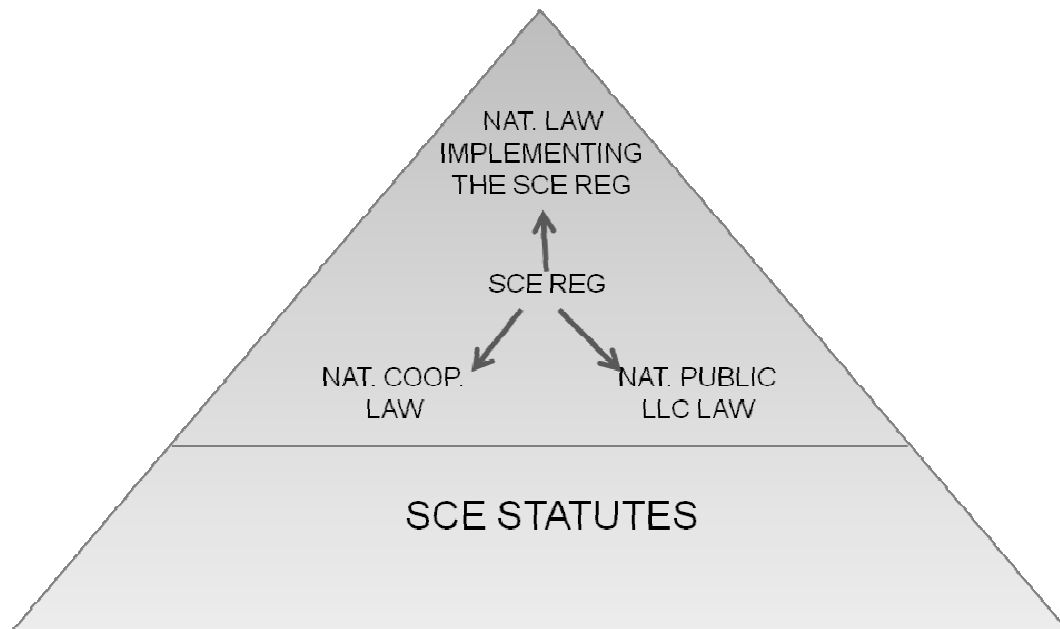 NAT. LAW
IMPLEMENTING
THE SCE REG
SCE REG
NAT. COOP.
LAW
NAT. PUBLIC
LLC LAW
SCE STATUTES